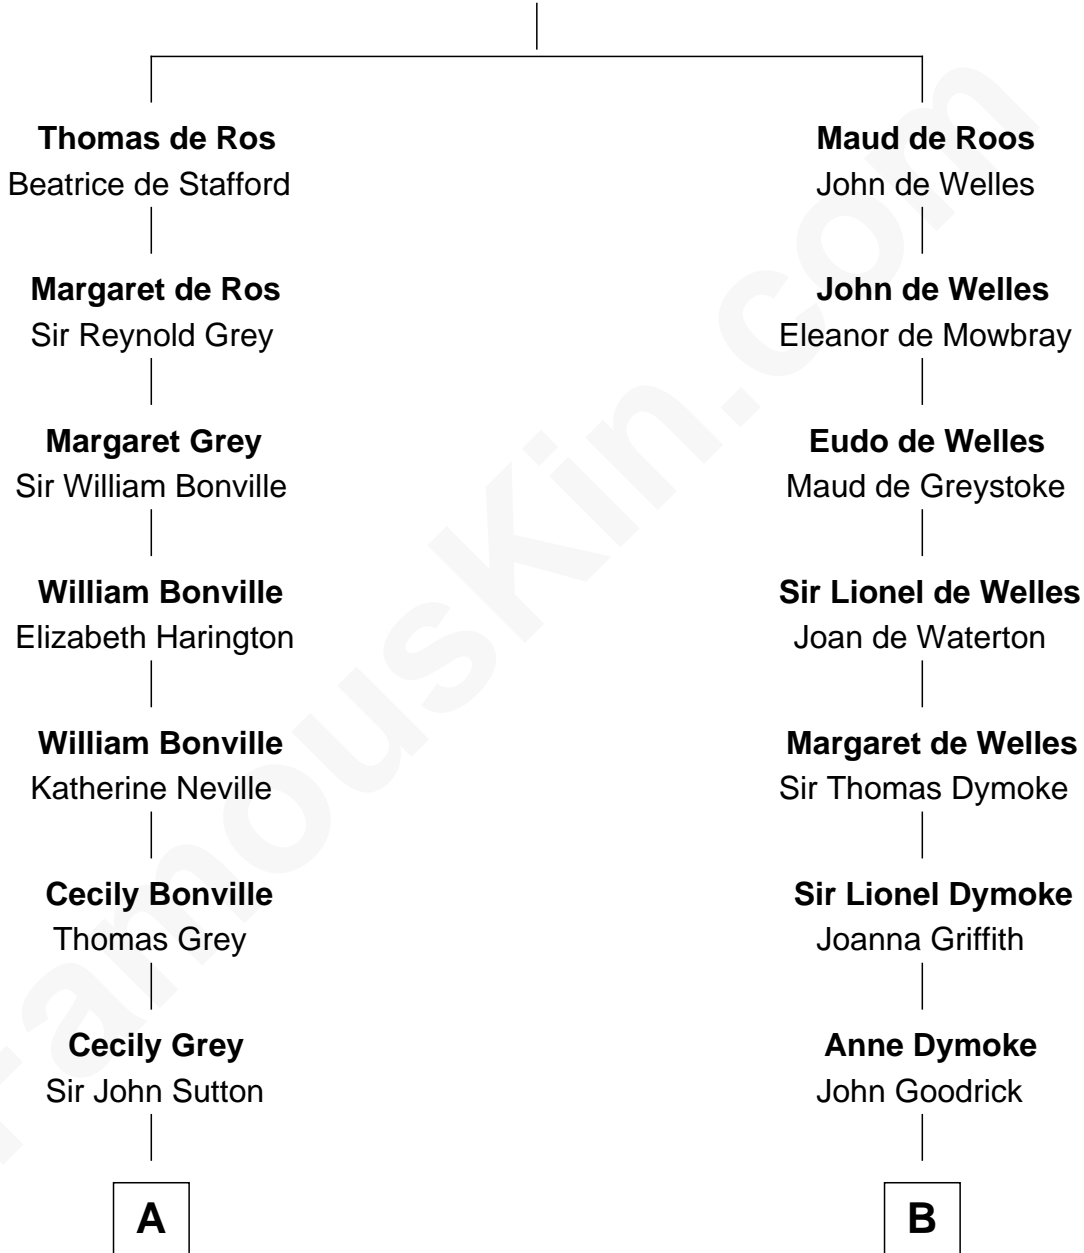 Thomas de Ros
Beatrice de Stafford
Margaret de Ros
Sir Reynold Grey
Margaret Grey
Sir William Bonville
William Bonville
Elizabeth Harington
William Bonville
Katherine Neville
Cecily Bonville
Thomas Grey
Cecily Grey
Sir John Sutton
A
Maud de Roos
John de Welles
John de Welles
Eleanor de Mowbray
Eudo de Welles
Maud de Greystoke
Sir Lionel de Welles
Joan de Waterton
Margaret de Welles
Sir Thomas Dymoke
Sir Lionel Dymoke
Joanna Griffith
Anne Dymoke
John Goodrick
B
FamousKin.com